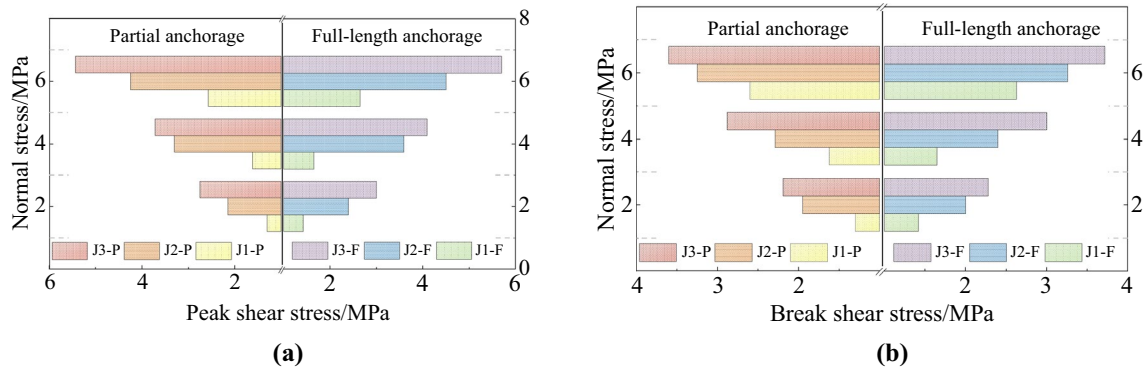 Partial anchorage Full-length anchorage
8
6 6
4 4
2 2
0
J3-P J2-P J1-P J3-F J2-F J1-F
6 4 2 2 4 6
Normal stress/MPa
Peak shear stress/MPa
(a)
Partial anchorage Full-length anchorage
6 6
4 4
2 2
J3-P J2-P J1-P J3-F J2-F J1-F
4 3 2 2 3 4
Normal stress/MPa
Break shear stress/MPa
(b)